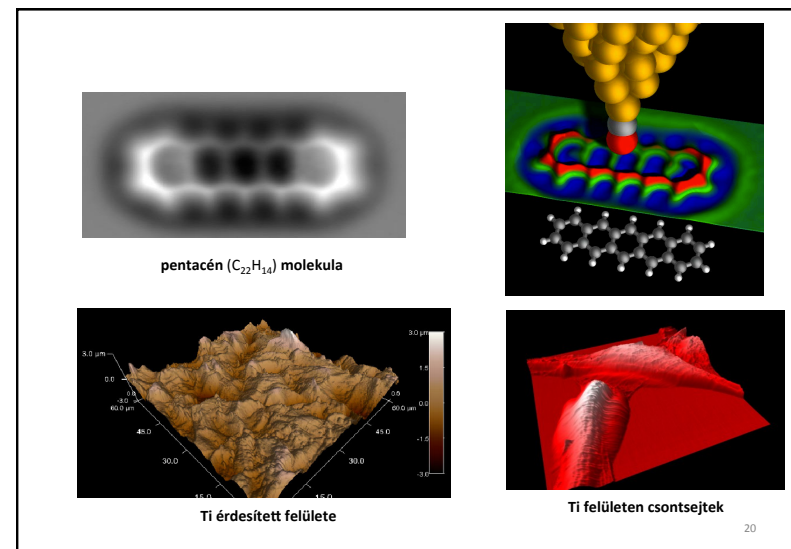 pentacén (C₂₂H₁₄) molekula
3.0 µm
0.0
-3.0
60.0 µm
45.0
30.0
15.0
0.0
60.0 µm
45.0
30.0
15.0
3.0 µm
1.5
0.0
-1.5
-3.0
Ti érdesített felülete
Ti felületen csontsejtek
20